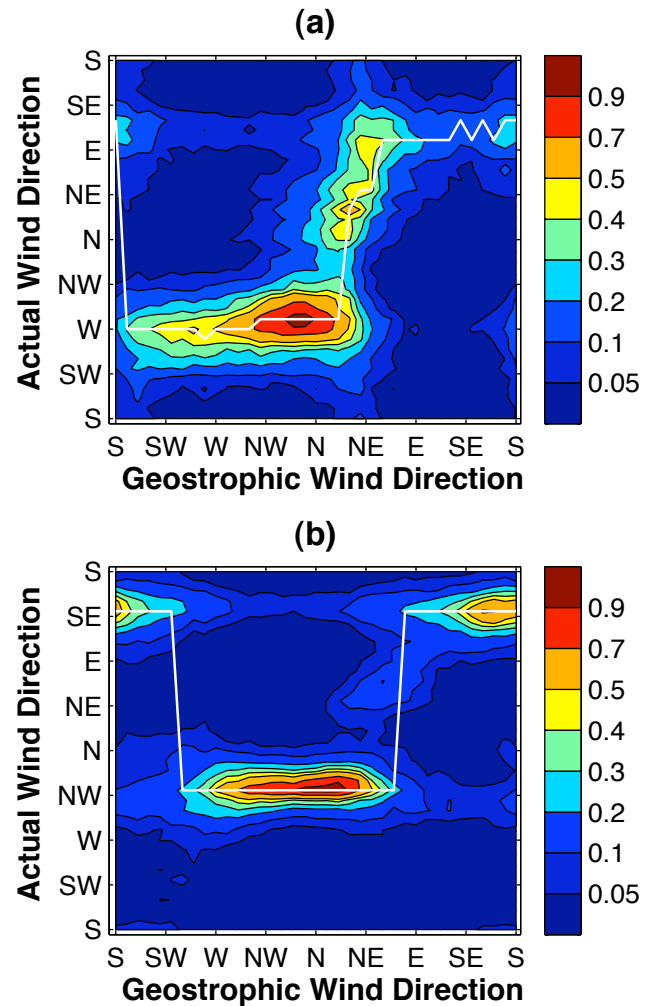 (a)
S
SE
E
NE
N
NW
W
SW
S
Actual Wind Direction
S SW W NW N NE E SE S
Geostrophic Wind Direction
0.9
0.7
0.5
0.4
0.3
0.2
0.1
0.05
(b)
S
SE
E
NE
N
NW
W
SW
S
Actual Wind Direction
S SW W NW N NE E SE S
Geostrophic Wind Direction
0.9
0.7
0.5
0.4
0.3
0.2
0.1
0.05